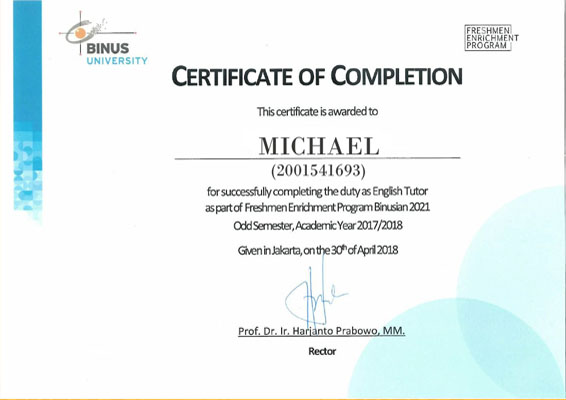 BINUS
UNIVERSITY
FRESHMEN
ENRICHMENT
PROGRAM
CERTIFICATE OF COMPLETION
This certificate is awarded to
MICHAEL
(2001541693)
for successfully completing the duty as English Tutor
as part of Freshmen Enrichment Program Binusian 2021
Odd Semester, Academic Year 2017/2018
Given in Jakarta, on the 30th of April 2018
Prof. Dr. Ir. Harjanto Prabowo, MM.
Rector